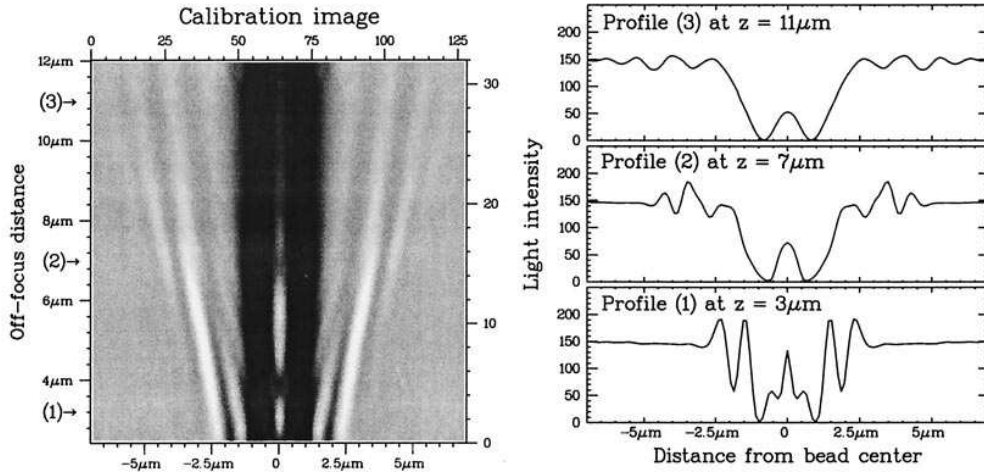 Calibration image
0 25 50 75 100 125
Off-focus distance
12μm
(3)→
10μm
8μm
(2)→
6μm
4μm
(1)→
30
20
10
0
-5μm -2.5μm 0 2.5μm 5μm
Light intensity
Profile (3) at z = 11μm
200
150
100
50
0
Profile (2) at z = 7μm
200
150
100
50
0
Profile (1) at z = 3μm
200
150
100
50
0
-5μm -2.5μm 0 2.5μm 5μm
Distance from bead center